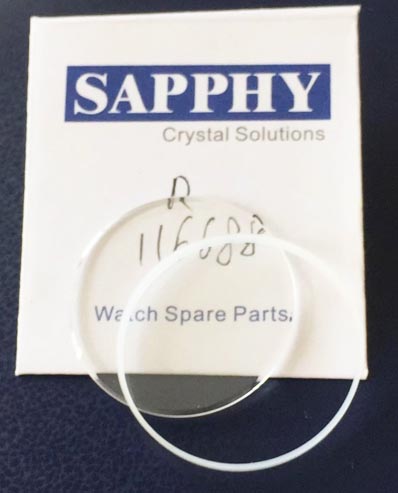 SAPPHY
Crystal Solutions
R
116688
Watch Spare Parts.